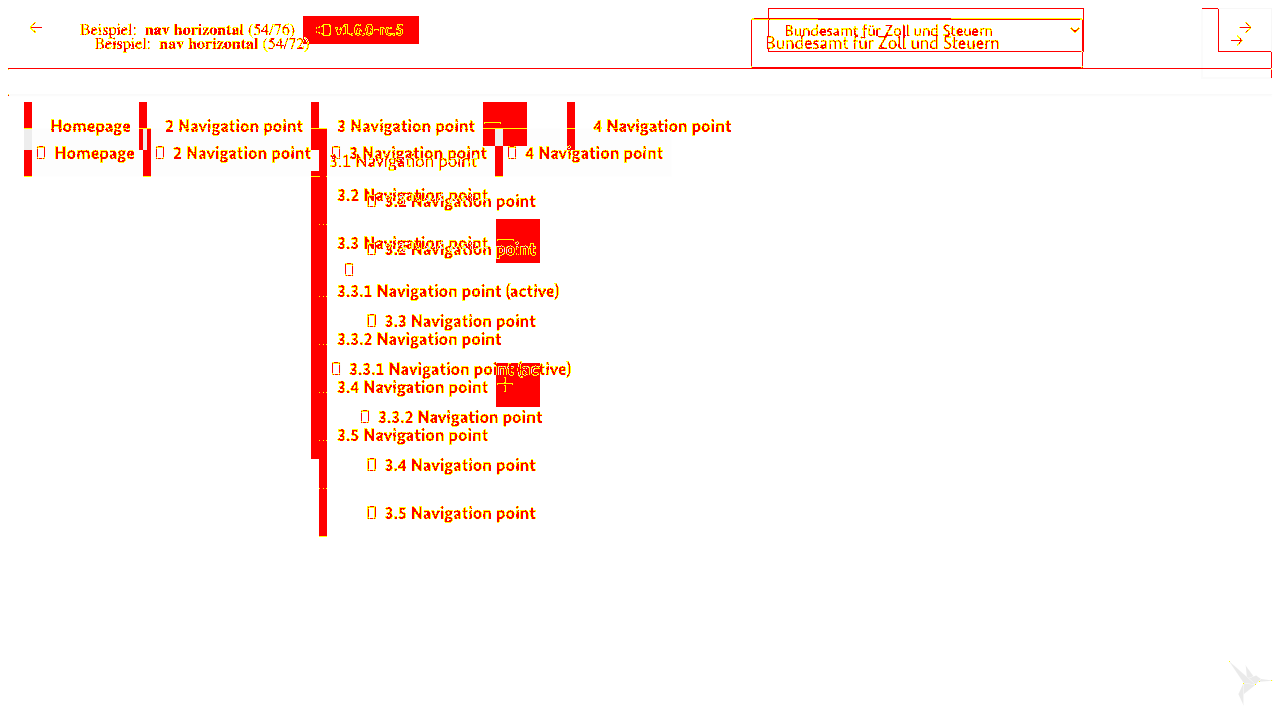 Beispiel: nav horizontal (54/76) v1.6.0-rc.5
Beispiel: nav horizontal (54/72)
Bundesamt für Zoll und Steuern
Bundesamt für Zoll und Steuern
Homepage 2 Navigation point 3 Navigation point 4 Navigation point
Homepage 2 Navigation point 3 Navigation point 4 Navigation point
3.1 Navigation point
3.2 Navigation point
3.2 Navigation point
3.3 Navigation point
3.2 Navigation point
3.3.1 Navigation point (active)
3.3 Navigation point
3.3.2 Navigation point
3.3.1 Navigation point (active)
3.4 Navigation point
3.3.2 Navigation point
3.5 Navigation point
3.4 Navigation point
3.5 Navigation point